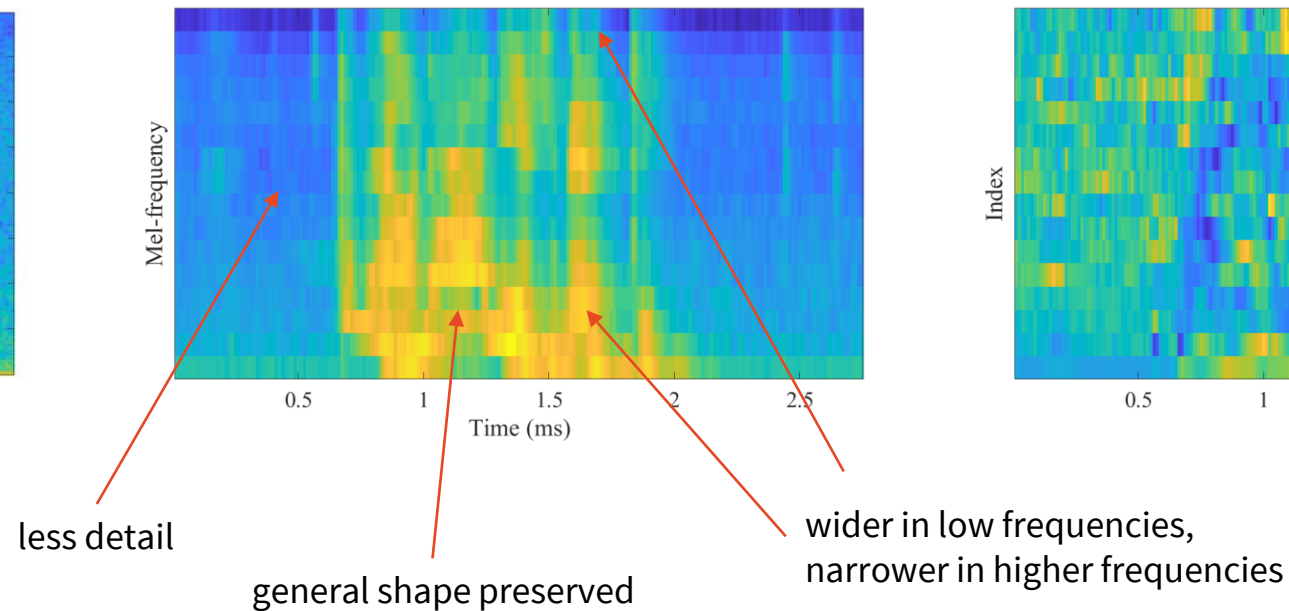 Mel-frequency
0.5 1 1.5 2 2.5
Time (ms)
Index
0.5 1
less detail
general shape preserved
wider in low frequencies,
narrower in higher frequencies